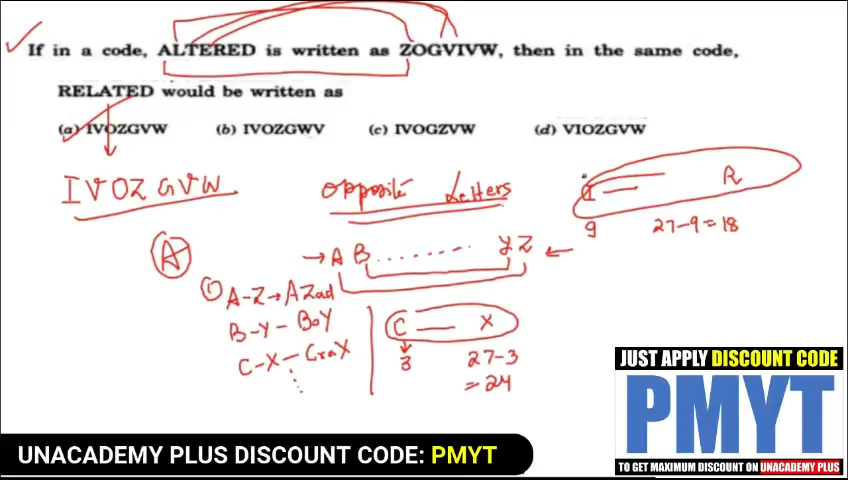 If in a code, ALTERED is written as ZOGVIVW, then in the same code,
RELATED would be written as
(a) IVOZGVW (b) IVOZGWV (c) IVOGZVW (d) VIOZGVW
IVOZGVW opposite Letters I R
9 27-9=18
A → A B ........ Y Z ←
① A-Z → AZad
B-Y - BoY C X
C-X - CraX 3 27-3
= 24
JUST APPLY DISCOUNT CODE
PMYT
TO GET MAXIMUM DISCOUNT ON UNACADEMY PLUS
UNACADEMY PLUS DISCOUNT CODE: PMYT